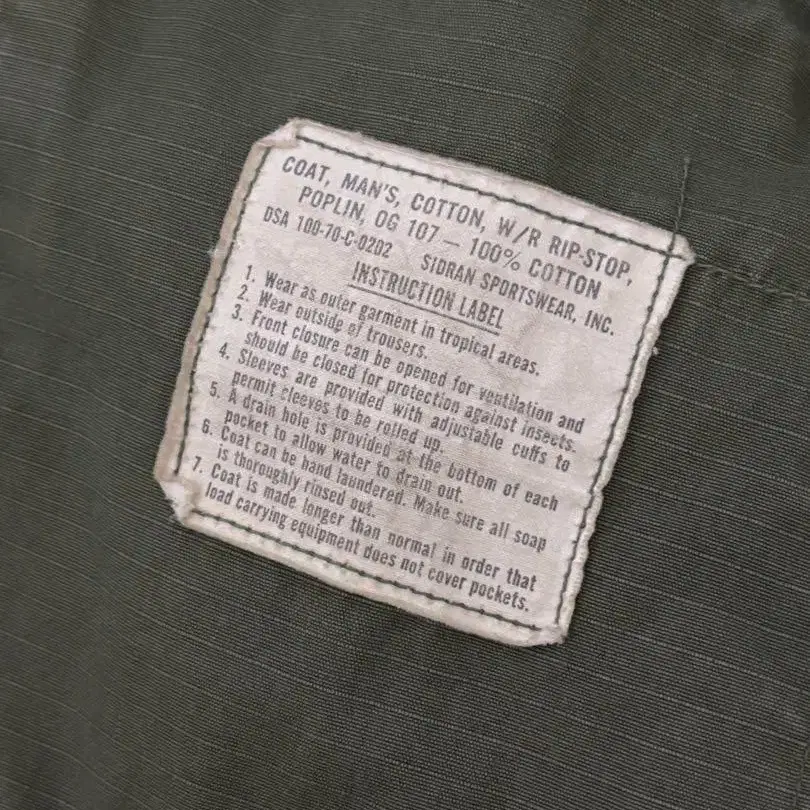 COAT, MAN'S, COTTON, W/R RIP-STOP,
POPLIN, OG 107 — 100% COTTON
DSA 100-70-C-0202 SIDRAN SPORTSWEAR, INC.
INSTRUCTION LABEL
1. Wear as outer garment in tropical areas.
2. Wear outside of trousers.
3. Front closure can be opened for ventilation and
should be closed for protection against insects.
4. Sleeves are provided with adjustable cuffs to
permit cleeves to be rolled up.
5. A drain hole is provided at the bottom of each
pocket to allow water to drain out.
6. Coat can be hand laundered. Make sure all soap
is thoroughly rinsed out.
7. Coat is made longer than normal in order that
load carrying equipment does not cover pockets.